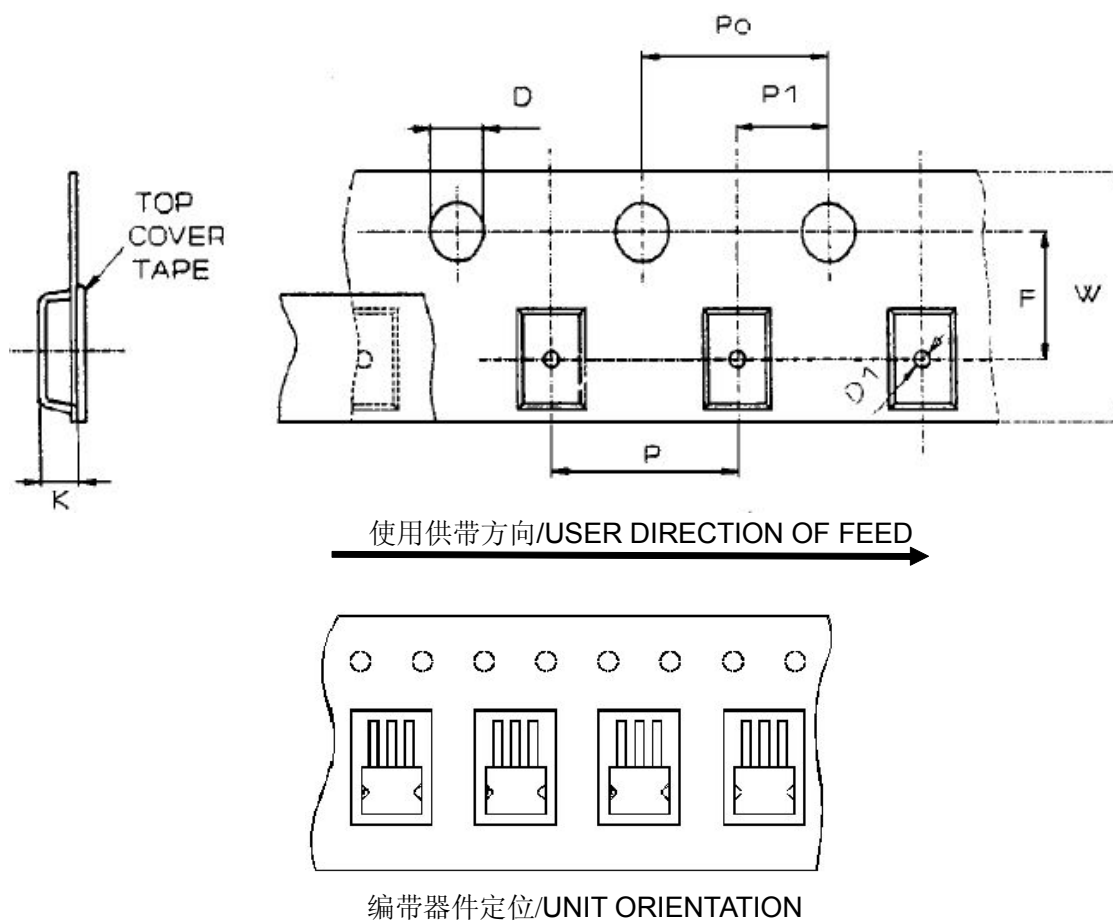 Po
P1
D
TOP
COVER
TAPE
F
W
D1
P
K
使用供带方向/USER DIRECTION OF FEED
编带器件定位/UNIT ORIENTATION